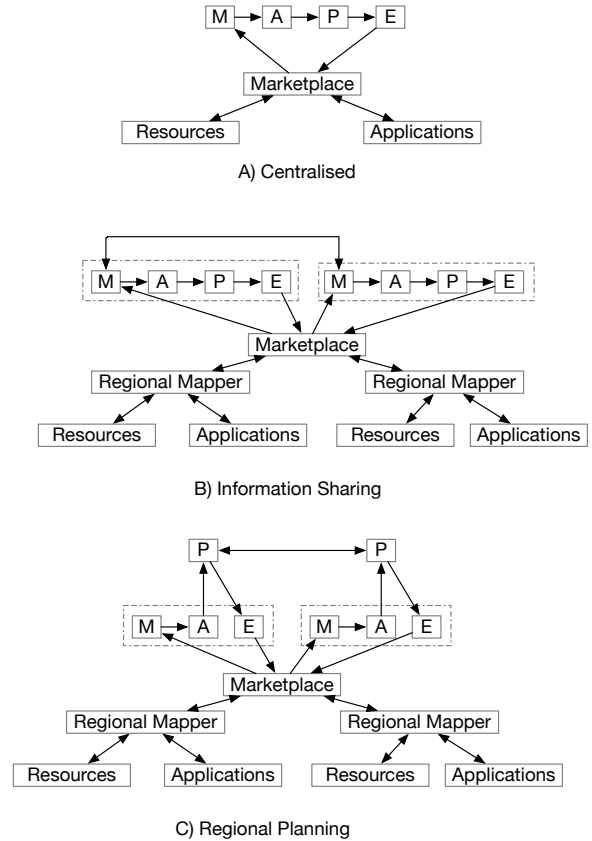 M A P E
Marketplace
Resources Applications
A) Centralised
M A P E M A P E
Marketplace
Regional Mapper Regional Mapper
Resources Applications Resources Applications
B) Information Sharing
P P
M A E M A E
Marketplace
Regional Mapper Regional Mapper
Resources Applications Resources Applications
C) Regional Planning